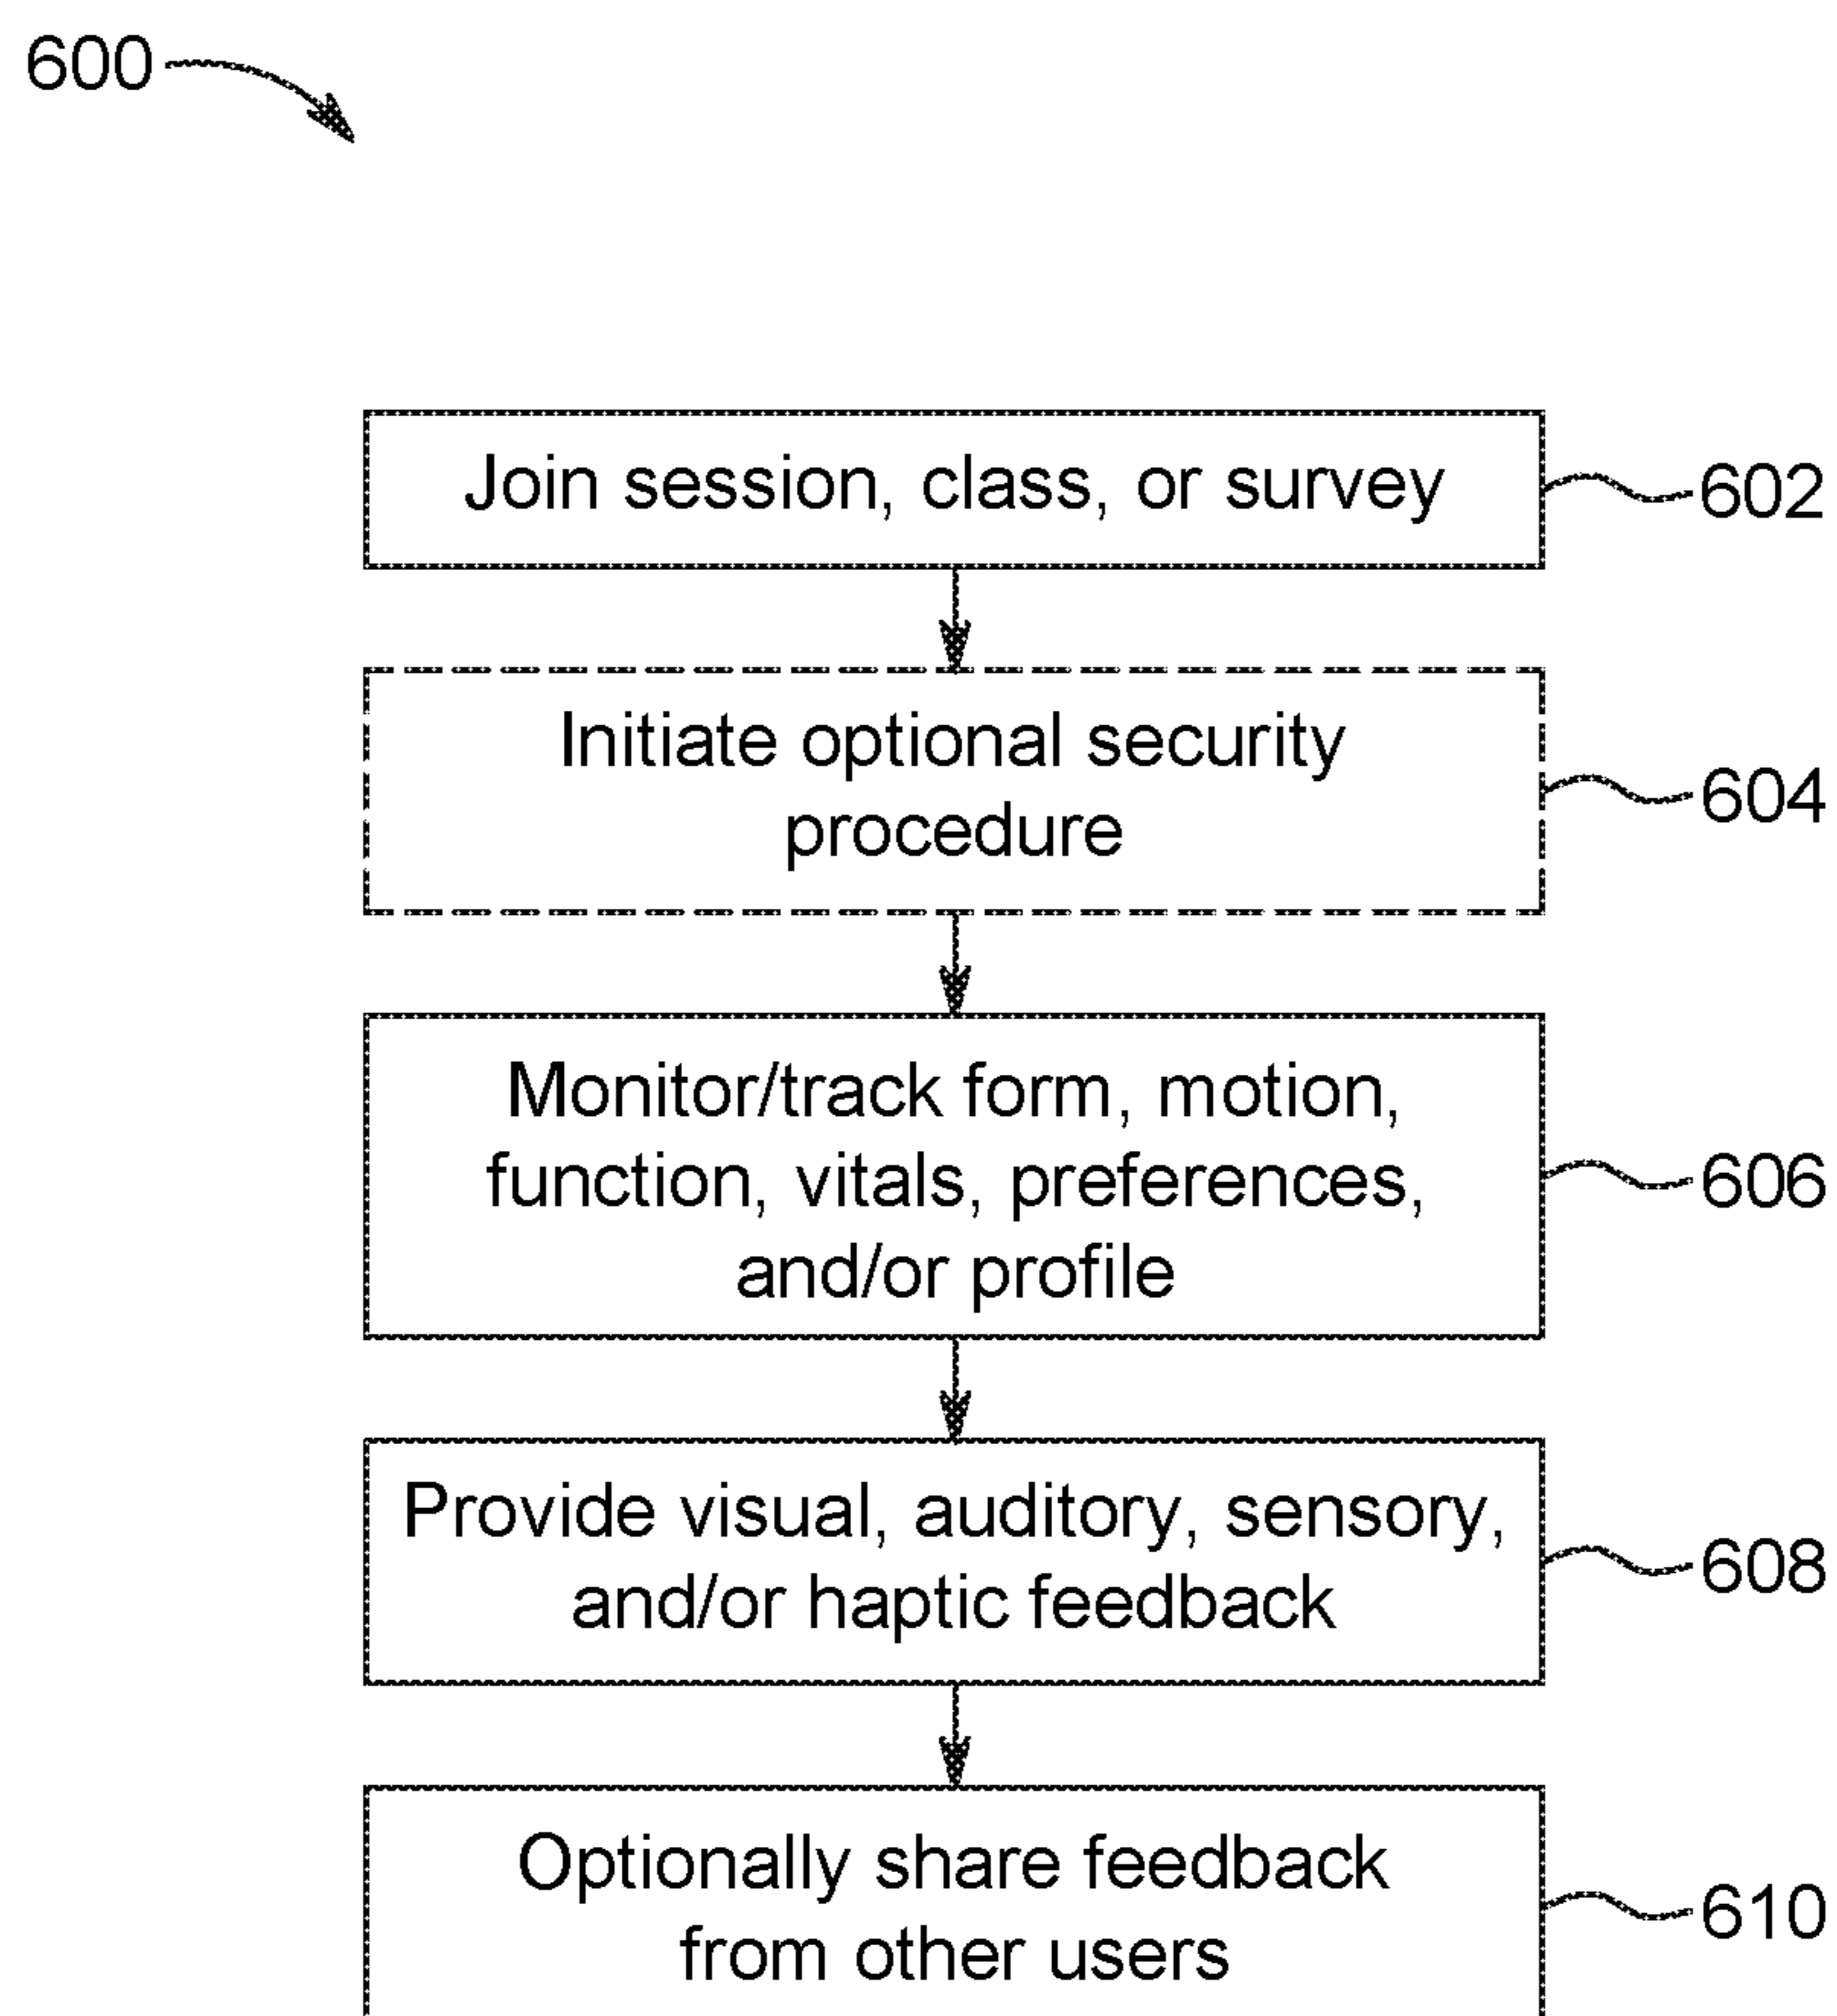 600
Join session, class, or survey
602
Initiate optional security
procedure
604
Monitor/track form, motion,
function, vitals, preferences,
and/or profile
606
Provide visual, auditory, sensory,
and/or haptic feedback
608
Optionally share feedback
from other users
610